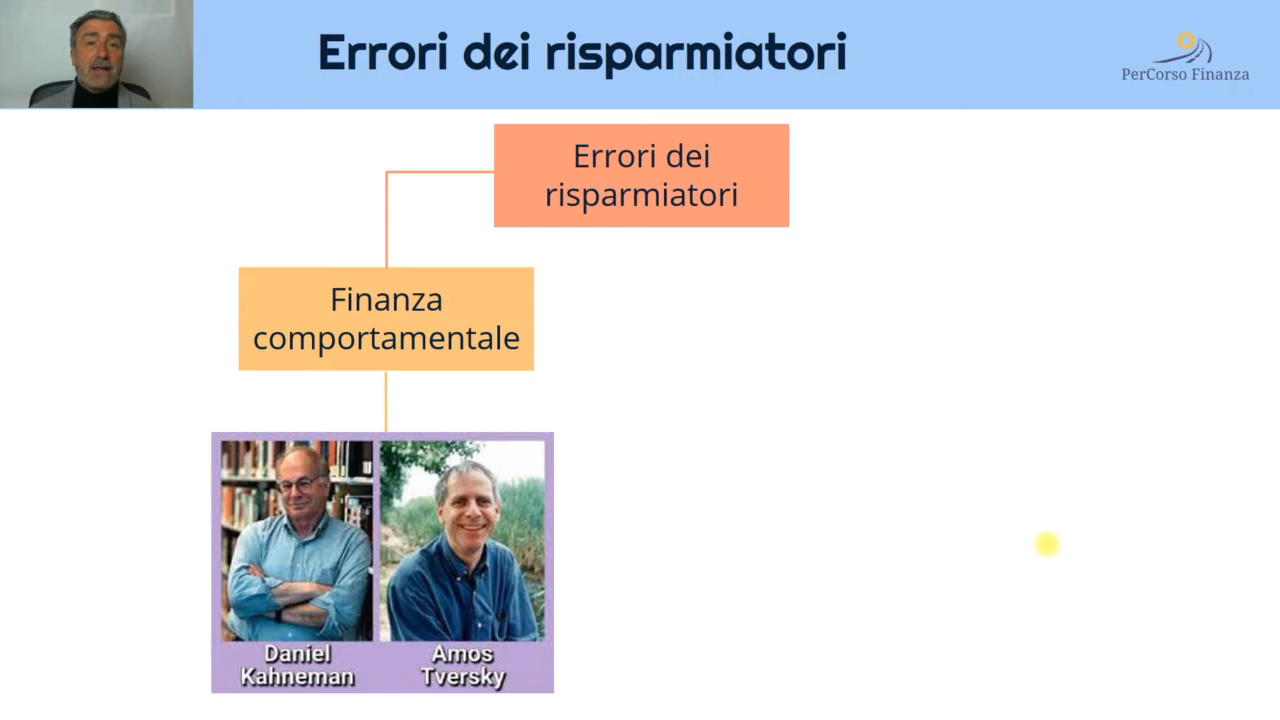 Errori dei risparmiatori
PerCorso Finanza
Errori dei
risparmiatori
Finanza
comportamentale
Daniel
Kahneman
Amos
Tversky